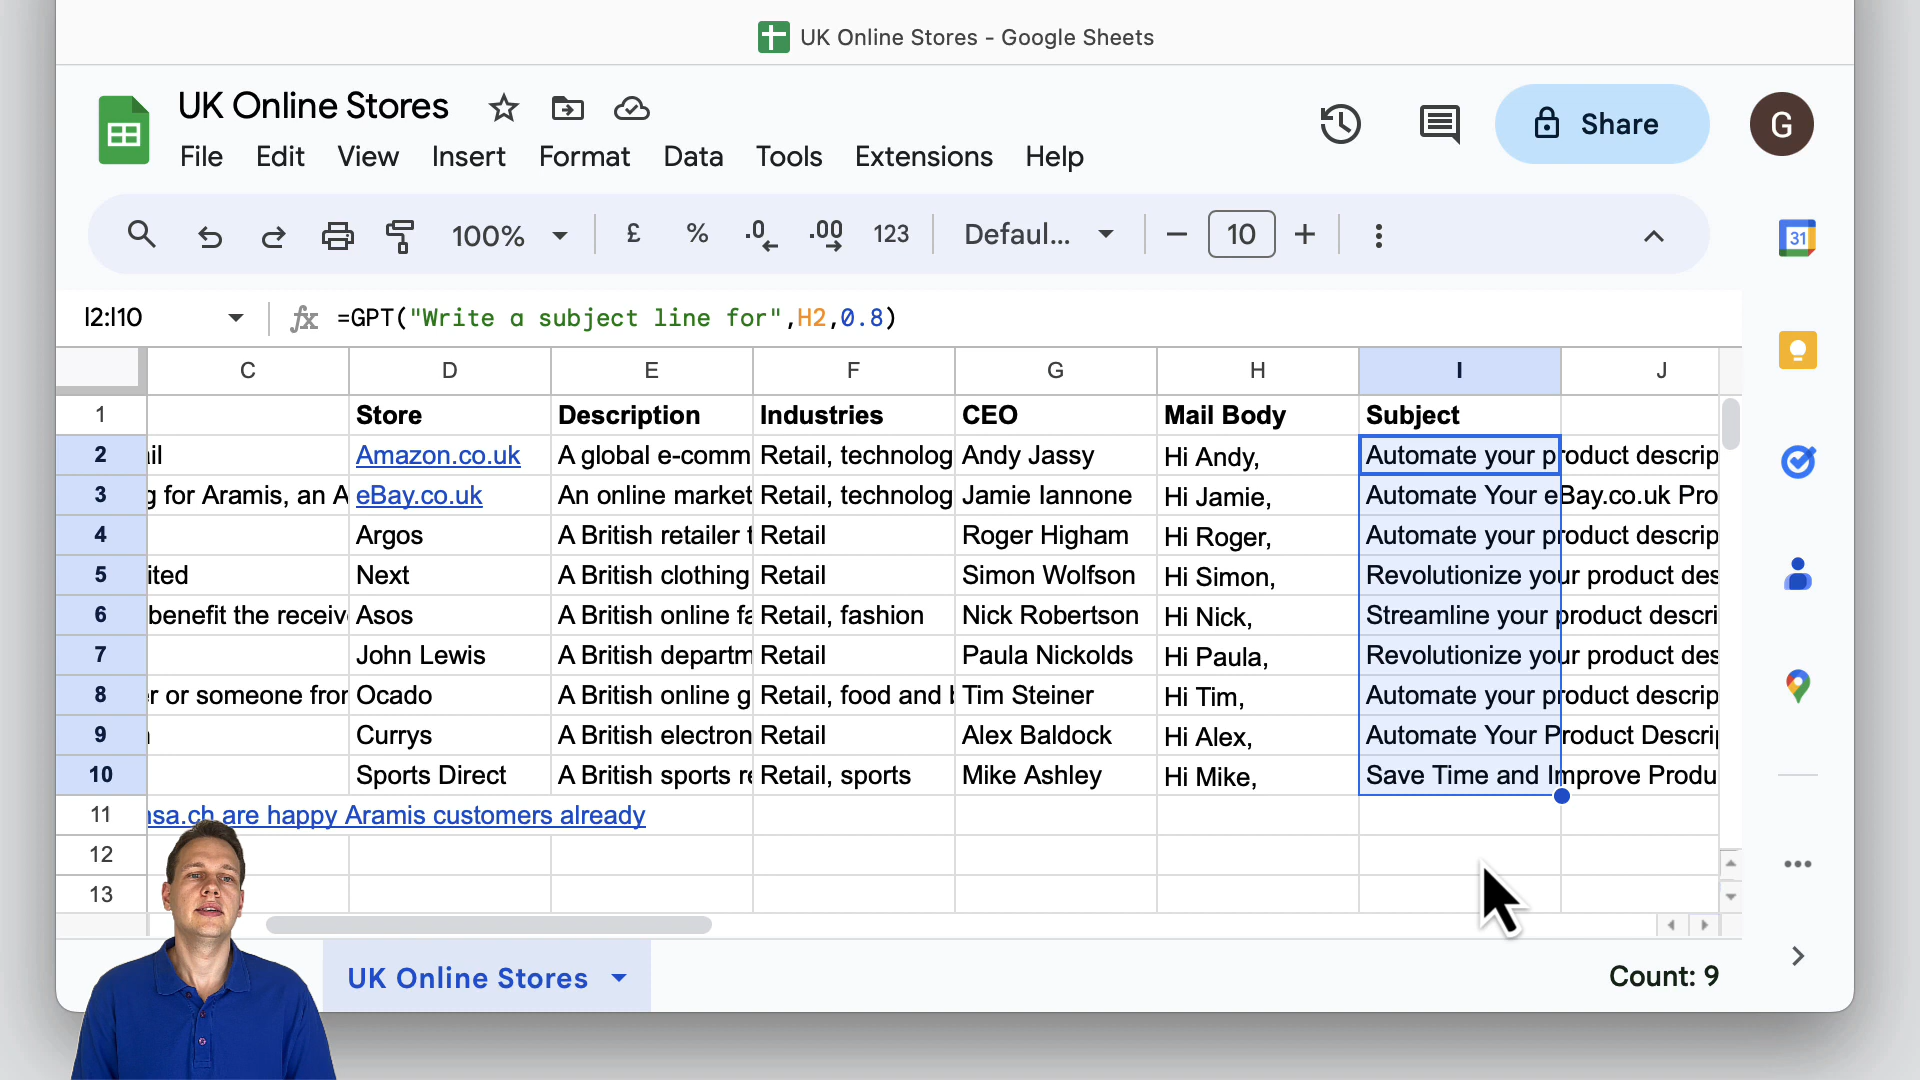 UK Online Stores - Google Sheets
UK Online Stores
Share
G
File Edit View Insert Format Data Tools Extensions Help
100% £ % .0 .00 123 Defaul... − 10 +
31
I2:I10 fx =GPT("Write a subject line for",H2,0.8)
C D E F G H I J
1 Store Description Industries CEO Mail Body Subject
2 il Amazon.co.uk A global e-comm Retail, technolog Andy Jassy Hi Andy, Automate your product descrip
3 g for Aramis, an A eBay.co.uk An online market Retail, technolog Jamie Iannone Hi Jamie, Automate Your eBay.co.uk Pro
4 Argos A British retailer t Retail Roger Higham Hi Roger, Automate your product descrip
5 ited Next A British clothing Retail Simon Wolfson Hi Simon, Revolutionize your product des
6 benefit the receiv Asos A British online fa Retail, fashion Nick Robertson Hi Nick, Streamline your product descri
7 John Lewis A British departm Retail Paula Nickolds Hi Paula, Revolutionize your product des
8 r or someone fror Ocado A British online g Retail, food and b Tim Steiner Hi Tim, Automate your product descrip
9 Currys A British electron Retail Alex Baldock Hi Alex, Automate Your Product Descrip
10 Sports Direct A British sports re Retail, sports Mike Ashley Hi Mike, Save Time and Improve Produ
11 nsa.ch are happy Aramis customers already
12
13
UK Online Stores
Count: 9